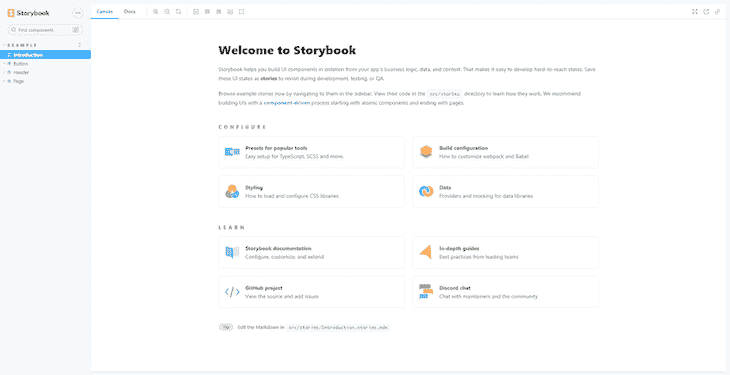 Storybook
Canvas
Docs
Find components
/
EXAMPLE
Introduction
Button
Header
Page
Welcome to Storybook
Storybook helps you build UI components in isolation from your app's business logic, data, and context. That makes it easy to develop hard-to-reach states. Save
these UI states as stories to revisit during development, testing, or QA.
Browse example stories now by navigating to them in the sidebar. View their code in the src/stories directory to learn how they work. We recommend
building UIs with a component-driven process starting with atomic components and ending with pages.
CONFIGURE
Presets for popular tools
Easy setup for TypeScript, SCSS and more.
Build configuration
How to customize webpack and Babel
Styling
How to load and configure CSS libraries
Data
Providers and mocking for data libraries
LEARN
Storybook documentation
Configure, customize, and extend
In-depth guides
Best practices from leading teams
GitHub project
View the source and add issues
Discord chat
Chat with maintainers and the community
Tip Edit the Markdown in src/stories/Introduction.stories.mdx